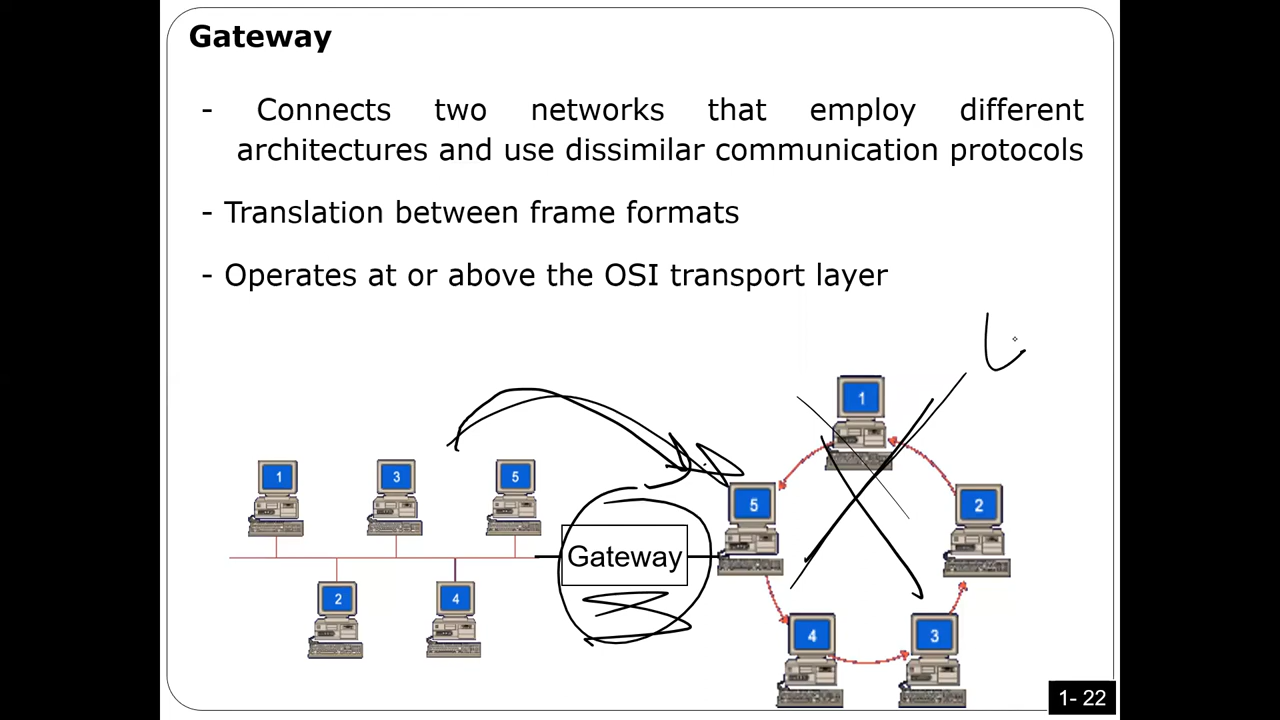 Gateway
- Connects two networks that employ different
architectures and use dissimilar communication protocols
- Translation between frame formats
- Operates at or above the OSI transport layer
1
1
3
5
5
2
Gateway
2
4
4
3
1- 22